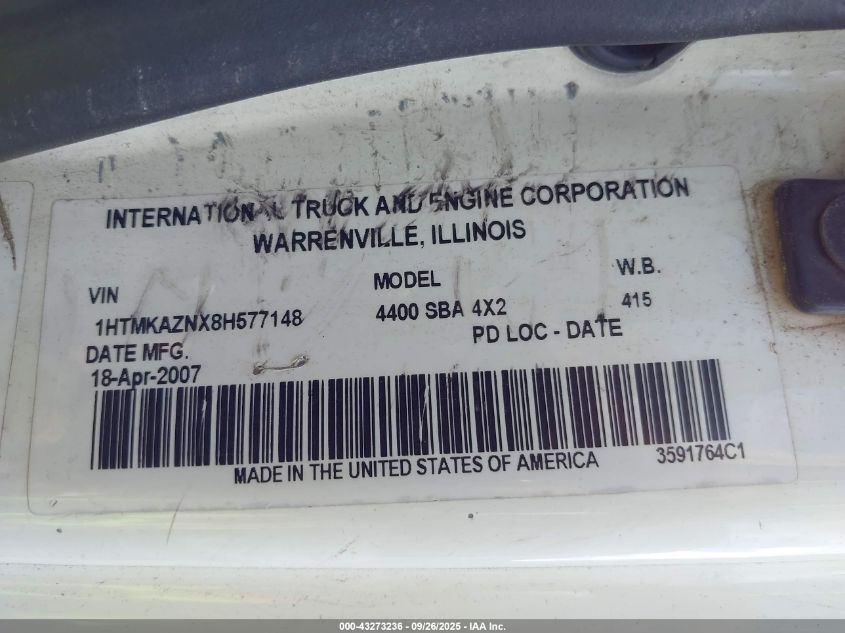 INTERNATIONAL TRUCK AND ENGINE CORPORATION
WARRENVILLE, ILLINOIS
VIN MODEL W.B.
1HTMKAZNX8H577148 4400 SBA 4X2 415
DATE MFG. PD LOC - DATE
18-Apr-2007
MADE IN THE UNITED STATES OF AMERICA 3591764C1
000-43273236 - 09/26/2025 - IAA Inc.